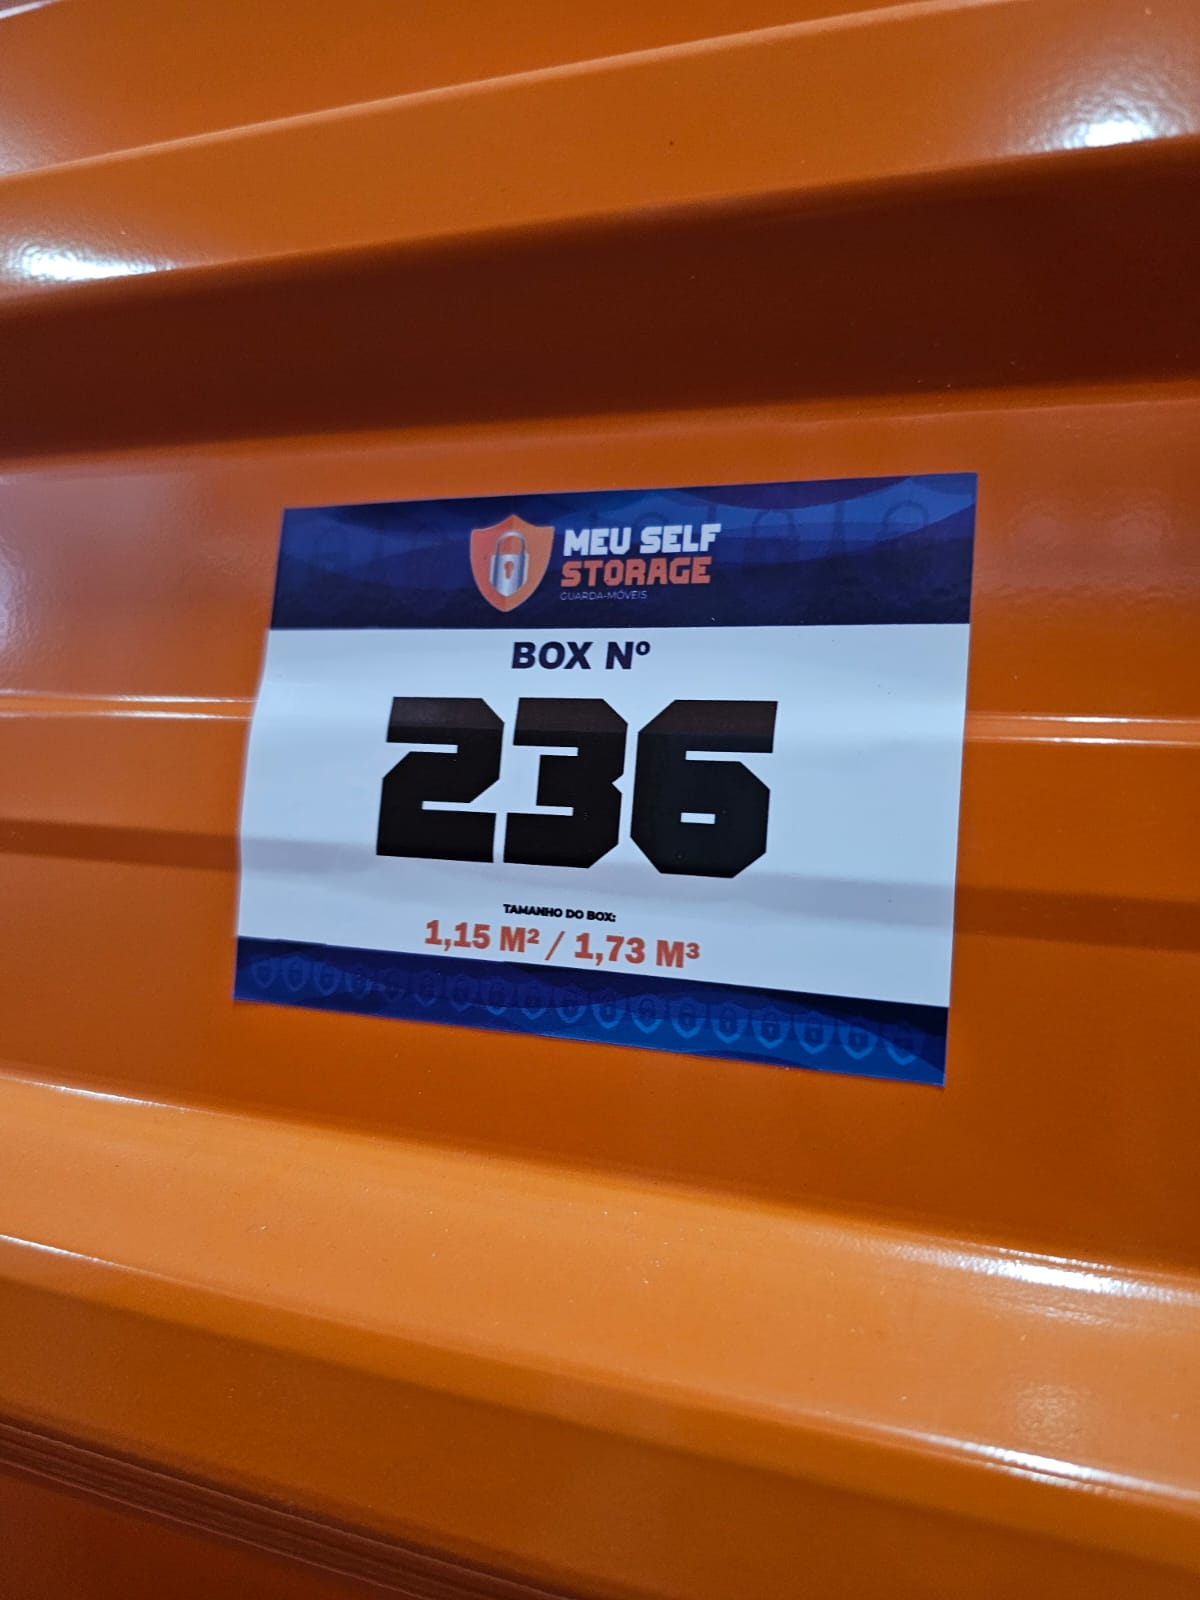 MEU SELF
STORAGE
GUARDA-MÓVEIS
BOX Nº
236
TAMANHO DO BOX:
1,15 M² / 1,73 M³